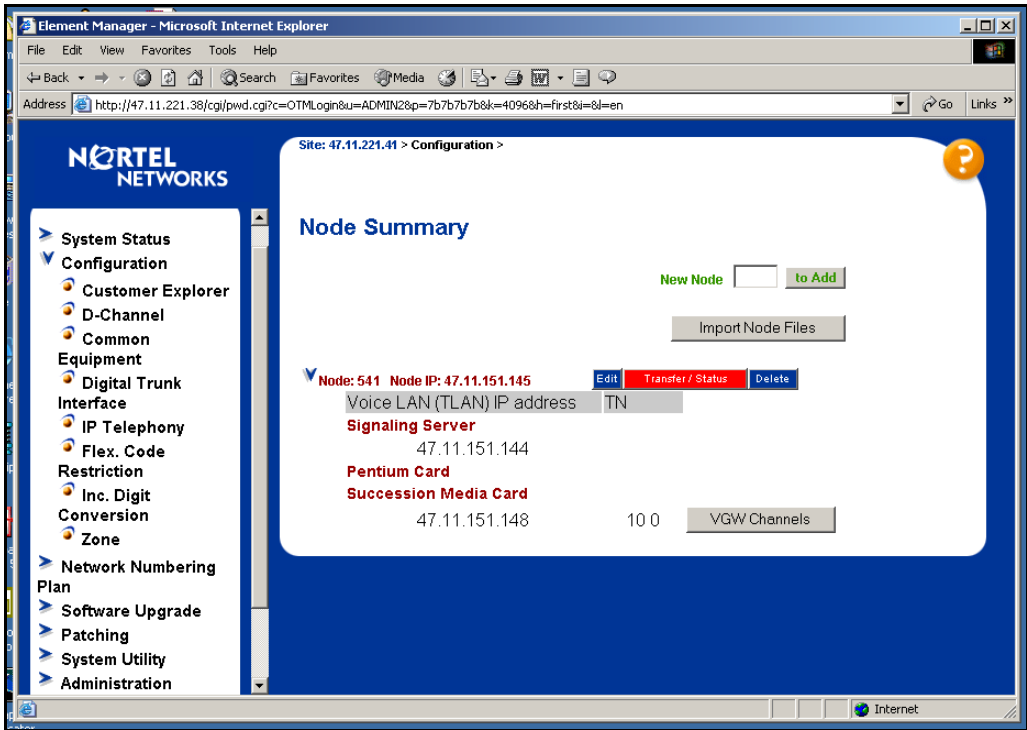 Element Manager - Microsoft Internet Explorer
File Edit View Favorites Tools Help
Back Search Favorites Media
Address http://47.11.221.38/cgi/pwd.cgi?c=OTMLogin&u=ADMIN2&p=7b7b7b7b&k=4096&h=first&i=&l=en Go Links »
NORTEL
NETWORKS
Site: 47.11.221.41 > Configuration >
?
System Status
Configuration
Customer Explorer
D-Channel
Common
Equipment
Digital Trunk
Interface
IP Telephony
Flex. Code
Restriction
Inc. Digit
Conversion
Zone
Network Numbering
Plan
Software Upgrade
Patching
System Utility
Administration
Node Summary
New Node to Add
Import Node Files
Node: 541 Node IP: 47.11.151.145 Edit Transfer / Status Delete
Voice LAN (TLAN) IP address TN
Signaling Server
47.11.151.144
Pentium Card
Succession Media Card
47.11.151.148 10 0 VGW Channels
Internet